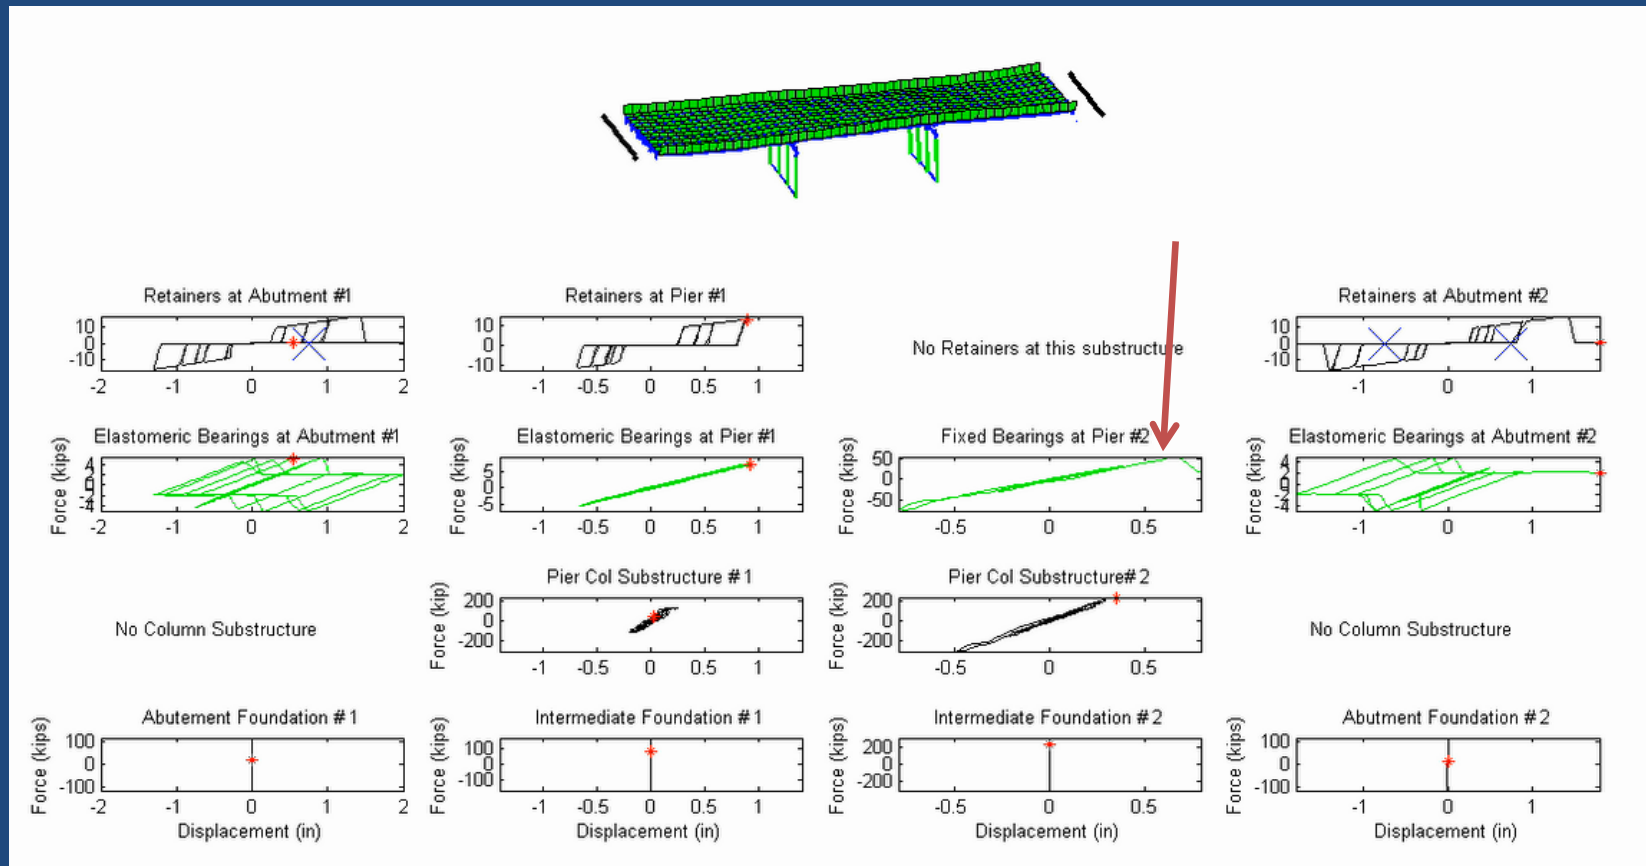 Retainers at Abutment #1
10
0
-10
-2 -1 0 1 2
Retainers at Pier #1
10
0
-10
-1 -0.5 0 0.5 1
No Retainers at this substructure
Retainers at Abutment #2
10
0
-10
-1 0 1
Elastomeric Bearings at Abutment #1
Force (kips)
4
2
0
-2
-4
-2 -1 0 1 2
Elastomeric Bearings at Pier #1
Force (kips)
5
0
-5
-1 -0.5 0 0.5 1
Fixed Bearings at Pier #2
Force (kips)
50
0
-50
-0.5 0 0.5
Elastomeric Bearings at Abutment #2
Force (kips)
4
2
0
-2
-4
-1 0 1
No Column Substructure
Pier Col Substructure #1
Force (kip)
200
0
-200
-1 -0.5 0 0.5 1
Pier Col Substructure#2
Force (kips)
200
0
-200
-0.5 0 0.5
No Column Substructure
Abutement Foundation #1
Force (kips)
100
0
-100
-2 -1 0 1 2
Displacement (in)
Intermediate Foundation #1
Force (kips)
100
0
-100
-1 -0.5 0 0.5 1
Displacement (in)
Intermediate Foundation #2
Force (kips)
200
0
-200
-0.5 0 0.5
Displacement (in)
Abutment Foundation #2
Force (kips)
100
0
-100
-1 0 1
Displacement (in)